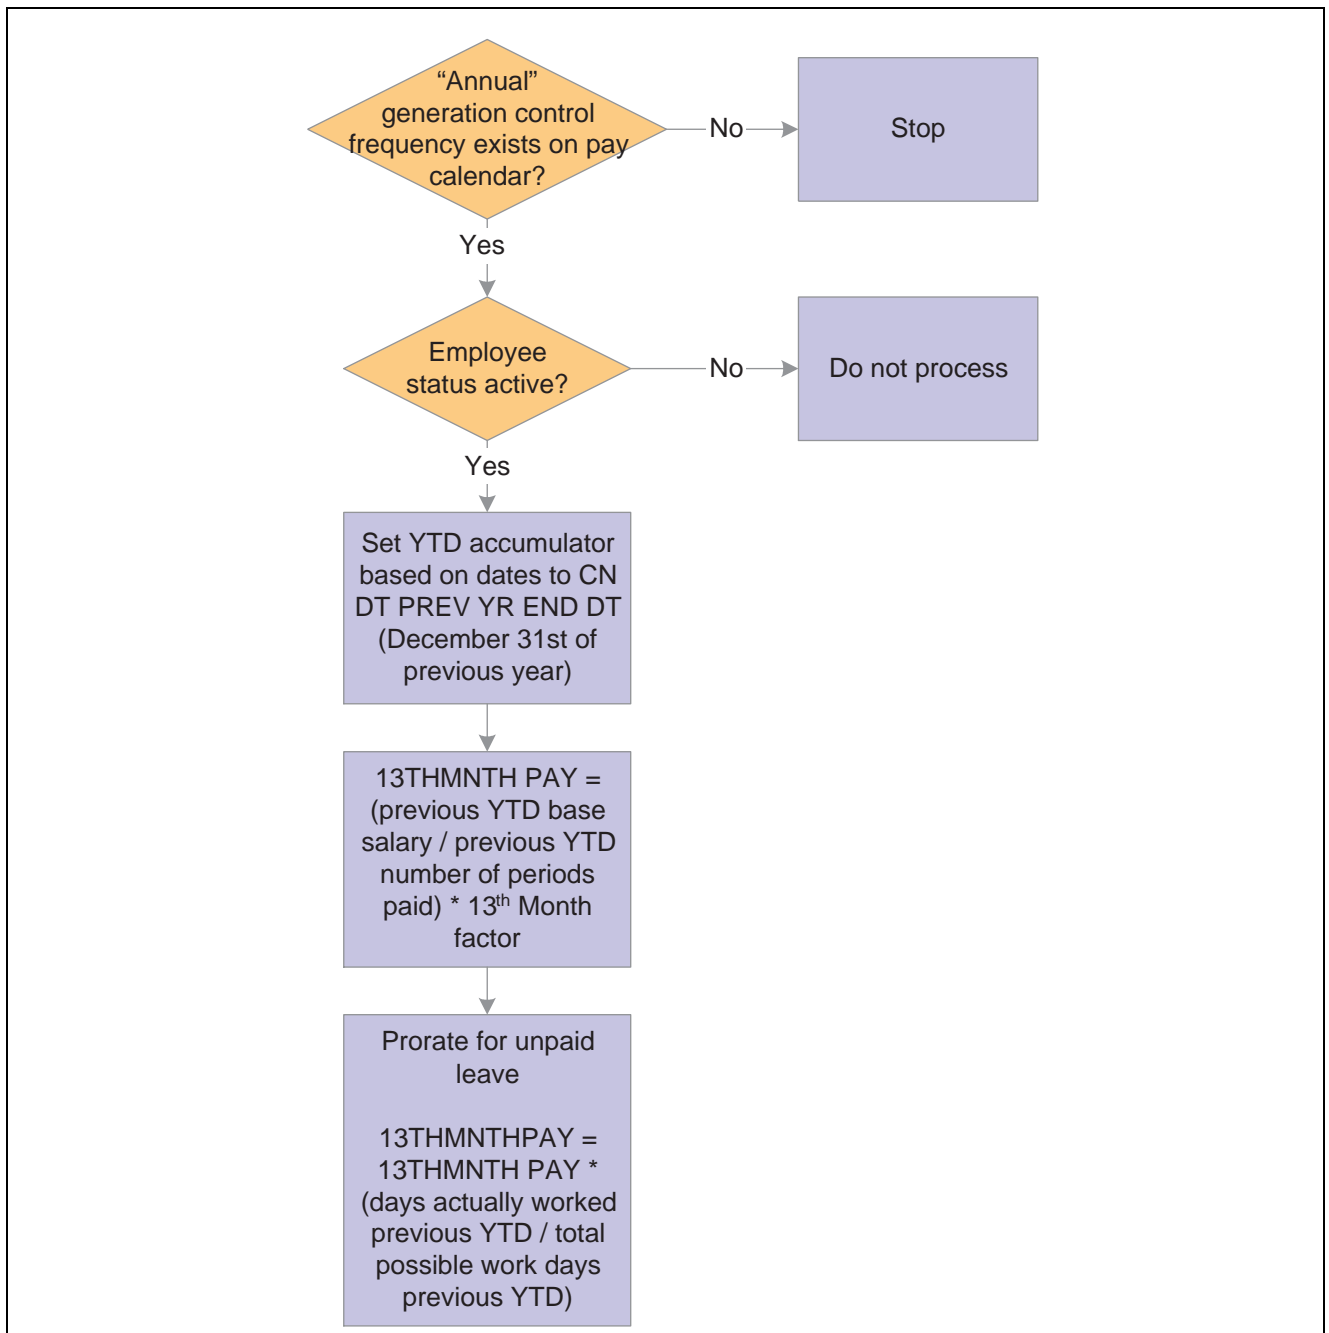 “Annual”
generation control
frequency exists on pay
calendar?
No
Stop
Yes
Employee
status active?
No
Do not process
Yes
Set YTD accumulator
based on dates to CN
DT PREV YR END DT
(December 31st of
previous year)
13THMNTH PAY =
(previous YTD base
salary / previous YTD
number of periods
paid) * 13th Month
factor
Prorate for unpaid
leave
13THMNTHPAY =
13THMNTH PAY *
(days actually worked
previous YTD / total
possible work days
previous YTD)